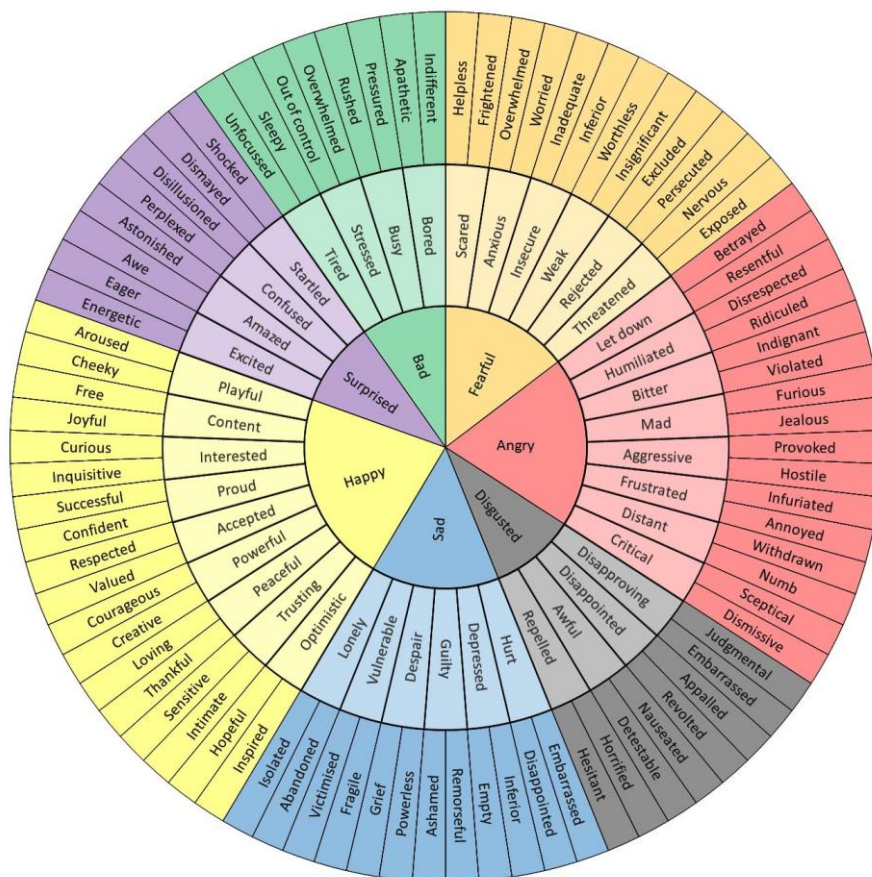 Bad
Fearful
Angry
Disgusted
Sad
Happy
Surprised
Bored
Busy
Stressed
Tired
Scared
Anxious
Insecure
Weak
Rejected
Threatened
Let down
Humiliated
Bitter
Mad
Aggressive
Frustrated
Distant
Critical
Disapproving
Disappointed
Awful
Repelled
Hurt
Depressed
Guilty
Despair
Vulnerable
Lonely
Optimistic
Trusting
Peaceful
Powerful
Accepted
Proud
Interested
Content
Playful
Excited
Amazed
Confused
Startled
Helpless
Frightened
Overwhelmed
Worried
Inadequate
Inferior
Worthless
Insignificant
Excluded
Persecuted
Nervous
Exposed
Betrayed
Resentful
Disrespected
Ridiculed
Indignant
Violated
Furious
Jealous
Provoked
Hostile
Infuriated
Annoyed
Withdrawn
Numb
Sceptical
Dismissive
Judgmental
Embarrassed
Appalled
Revolted
Nauseated
Detestable
Horrified
Hesitant
Embarrassed
Disappointed
Inferior
Empty
Remorseful
Ashamed
Powerless
Grief
Fragile
Victimised
Abandoned
Isolated
Inspired
Hopeful
Intimate
Sensitive
Thankful
Loving
Creative
Courageous
Valued
Respected
Confident
Successful
Inquisitive
Curious
Joyful
Free
Cheeky
Aroused
Energetic
Eager
Awe
Astonished
Perplexed
Disillusioned
Dismayed
Shocked
Unfocussed
Sleepy
Out of control
Overwhelmed
Rushed
Pressured
Apathetic
Indifferent